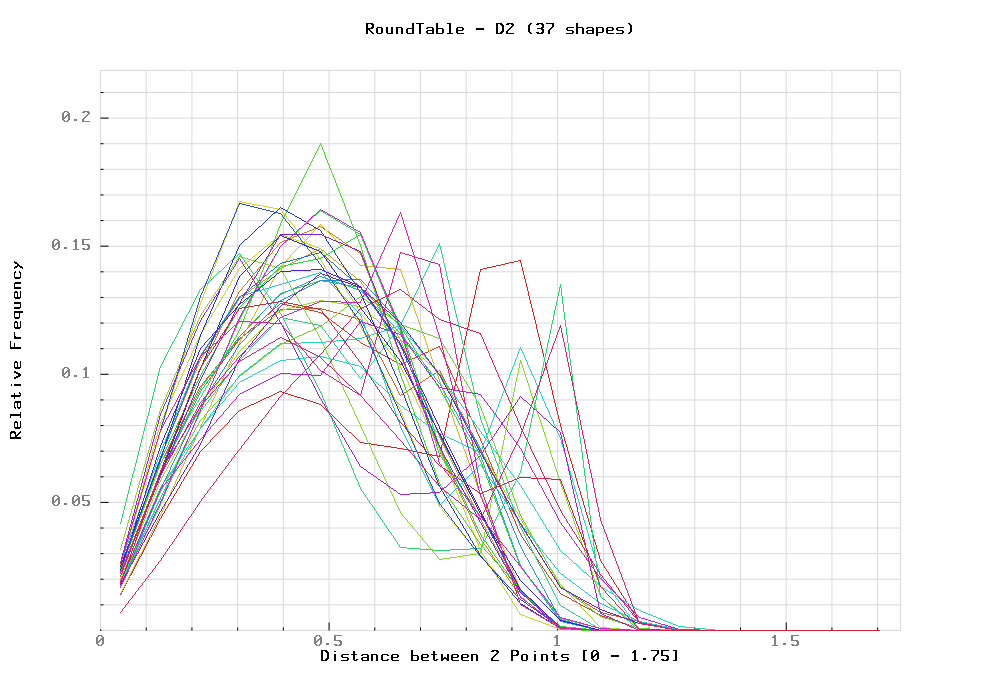 RoundTable - D2 (37 shapes)
Relative Frequency
0.2
0.15
0.1
0.05
0
0.5
1
1.5
Distance between 2 Points [0 - 1.75]